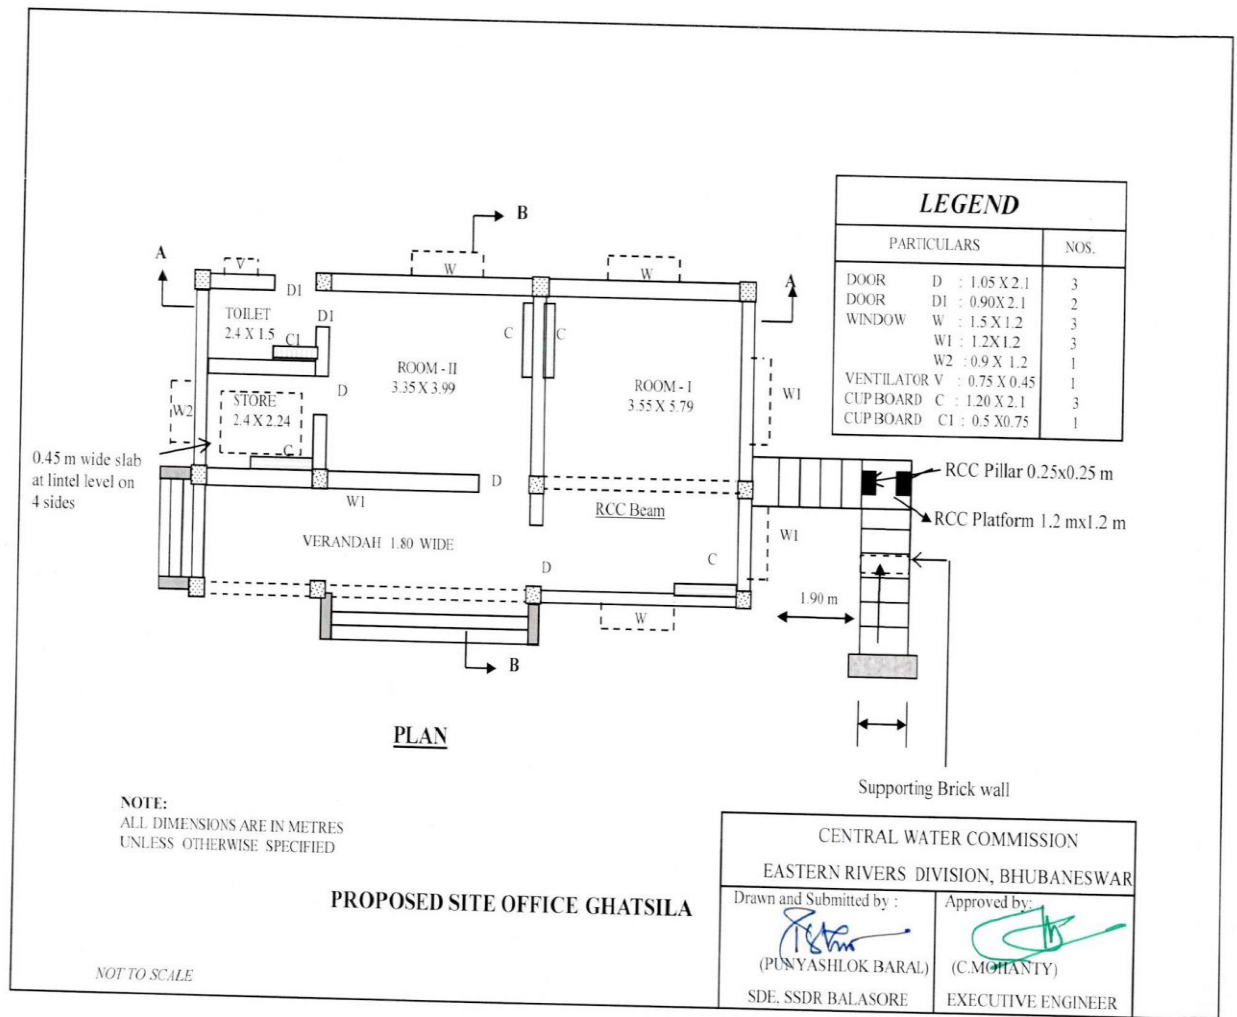 B
A
A
V
W
W
D1
TOILET
2.4 X 1.5
D1
C1
C
C
ROOM - II
3.35 X 3.99
ROOM - I
3.55 X 5.79
D
W1
STORE
2.4 X 2.24
W2
C
0.45 m wide slab
at lintel level on
4 sides
W1
D
RCC Beam
VERANDAH 1.80 WIDE
W1
D
C
W
B
1.90 m
RCC Pillar 0.25x0.25 m
RCC Platform 1.2 mx1.2 m
Supporting Brick wall
LEGEND
PARTICULARS NOS.
DOOR D : 1.05 X 2.1 3
DOOR D1 : 0.90X2.1 2
WINDOW W : 1.5 X 1.2 3
W1 : 1.2X1.2 3
W2 : 0.9 X 1.2 1
VENTILATOR V : 0.75 X 0.45 1
CUP BOARD C : 1.20 X 2.1 3
CUP BOARD C1 : 0.5 X0.75 1
PLAN
NOTE:
ALL DIMENSIONS ARE IN METRES
UNLESS OTHERWISE SPECIFIED
PROPOSED SITE OFFICE GHATSILA
NOT TO SCALE
CENTRAL WATER COMMISSION
EASTERN RIVERS DIVISION, BHUBANESWAR
Drawn and Submitted by :
(PUNYASHLOK BARAL)
SDE, SSDR BALASORE
Approved by:
(C.MOHANTY)
EXECUTIVE ENGINEER